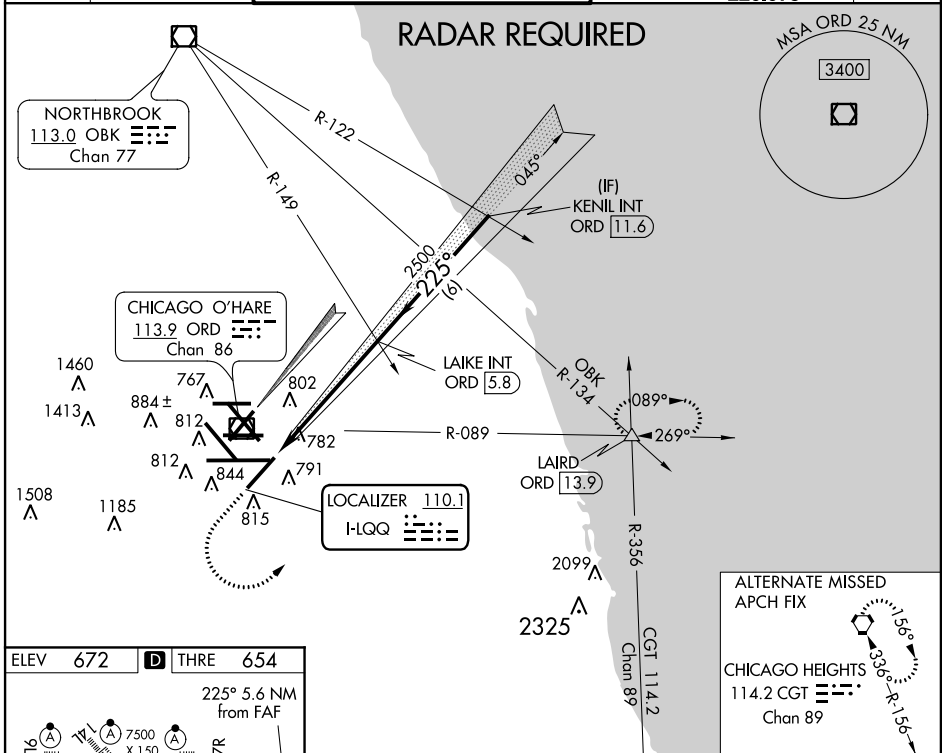 RADAR REQUIRED
MSA ORD 25 NM
3400
NORTHBROOK
113.0 OBK
Chan 77
R-122
R-149
045°
(IF)
KENIL INT
ORD 11.6
2500
225°
(6)
CHICAGO O'HARE
113.9 ORD
Chan 86
LAIKE INT
ORD 5.8
OBK
R-134
1460
1413
884±
767
802
812
782
812
844
791
815
1508
1185
R-089
089°
269°
LAIRD
ORD 13.9
LOCALIZER 110.1
I-LQQ
R-356
CGT 114.2
Chan 89
2099
2325
ALTERNATE MISSED
APCH FIX
156°
336°
R-156
CHICAGO HEIGHTS
114.2 CGT
Chan 89
ELEV 672 D THRE 654
225° 5.6 NM
from FAF
A
14L
A
7500
X 150
A